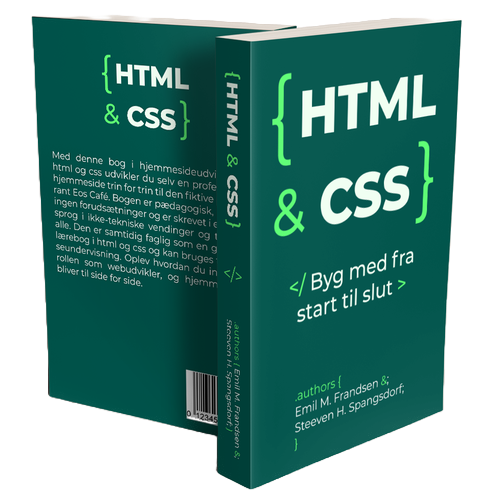 { HTML
& CSS }
</ Byg med fra
start til slut >
.authors {
Emil M. Frandsen &;
Steeven H. Spangsdorf;
}
{ HTML & CSS }
</>
.authors { Emil M. Frandsen &;
Steeven H. Spangsdorf; }
{ HTML
& CSS }
Med denne bog i
html og css udvikler du selv en
hjemmeside trin for trin til den fiktive
rant Eos Café. Bogen er pædagogisk,
ingen forudsætninger og er skrevet i
sprog i ikke-tekniske vendinger og
alle. Den er samtidig faglig som en
lærebog i html og css og kan bruges
seundervisning. Oplev hvordan du
rollen som webudvikler, og
bliver til side for side.